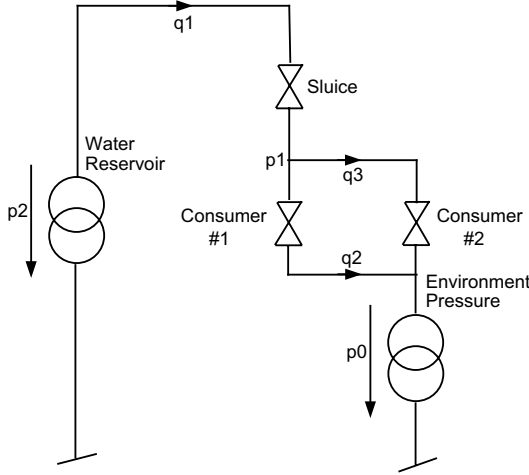 q1
Sluice
Water
Reservoir
p1
q3
p2
Consumer
#1
Consumer
#2
q2
Environment
Pressure
p0